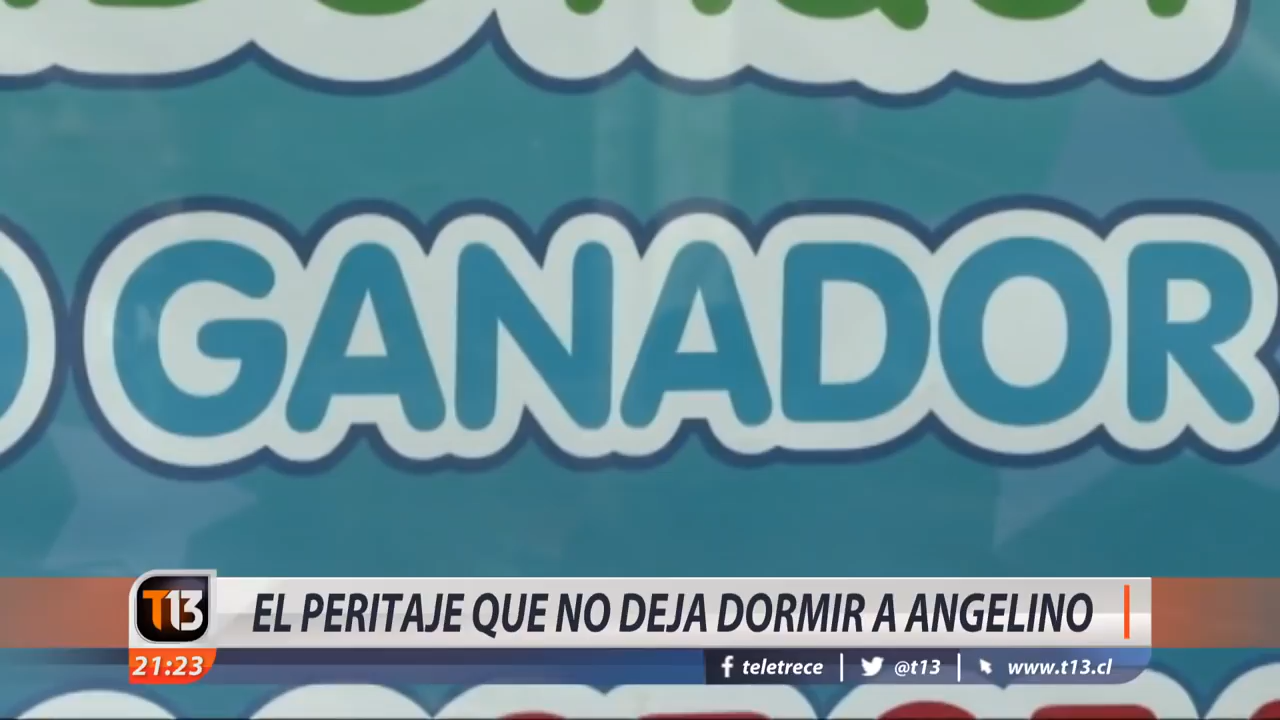 GANADOR
T13
EL PERITAJE QUE NO DEJA DORMIR A ANGELINO
21:23
teletrece
@t13
www.t13.cl